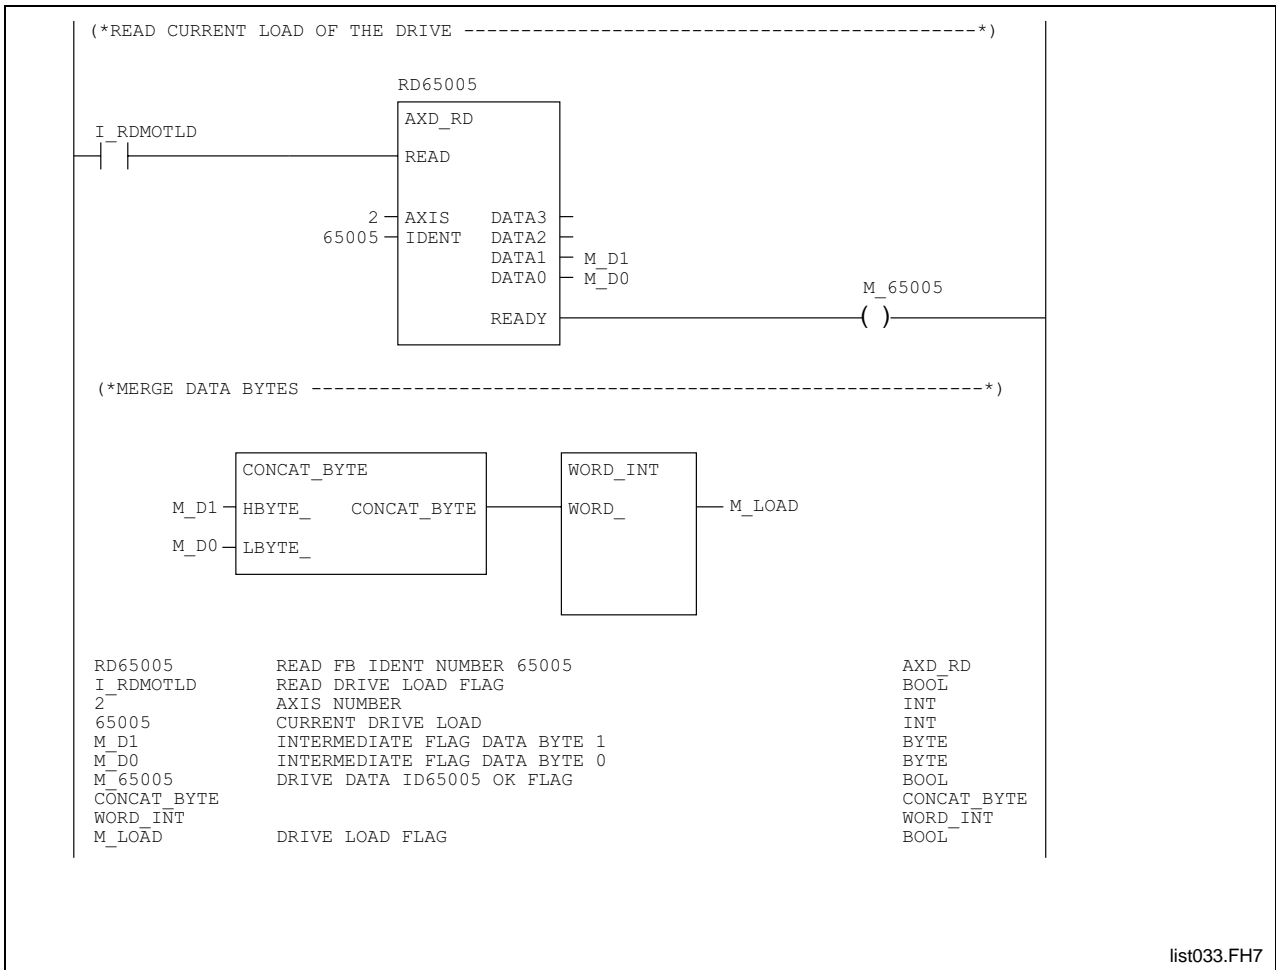 (*READ CURRENT LOAD OF THE DRIVE ---------------------------------------------*)
RD65005
AXD_RD
I_RDMOTLD
READ
2 AXIS DATA3
65005 IDENT DATA2
DATA1 M_D1
DATA0 M_D0
M_65005
READY ( )
(*MERGE DATA BYTES -----------------------------------------------------------*)
CONCAT_BYTE WORD_INT
M_D1 HBYTE_ CONCAT_BYTE WORD_ M_LOAD
M_D0 LBYTE_
RD65005 READ FB IDENT NUMBER 65005 AXD_RD
I_RDMOTLD READ DRIVE LOAD FLAG BOOL
2 AXIS NUMBER INT
65005 CURRENT DRIVE LOAD INT
M_D1 INTERMEDIATE FLAG DATA BYTE 1 BYTE
M_D0 INTERMEDIATE FLAG DATA BYTE 0 BYTE
M_65005 DRIVE DATA ID65005 OK FLAG BOOL
CONCAT_BYTE CONCAT_BYTE
WORD_INT WORD_INT
M_LOAD DRIVE LOAD FLAG BOOL
list033.FH7